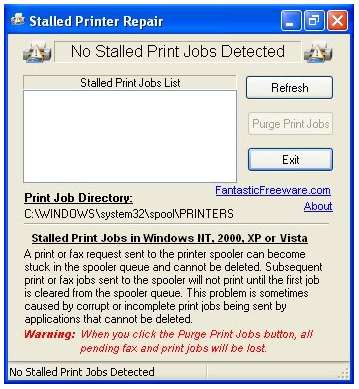 Stalled Printer Repair
No Stalled Print Jobs Detected
Stalled Print Jobs List
Refresh
Purge Print Jobs
Exit
FantasticFreeware.com
About
Print Job Directory:
C:\WINDOWS\system32\spool\PRINTERS
Stalled Print Jobs in Windows NT, 2000, XP or Vista
A print or fax request sent to the printer spooler can become
stuck in the spooler queue and cannot be deleted. Subsequent
print or fax jobs sent to the spooler will not print until the first job
is cleared from the spooler queue. This problem is sometimes
caused by corrupt or incomplete print jobs being sent by
applications that cannot be deleted.
Warning: When you click the Purge Print Jobs button, all
pending fax and print jobs will be lost.
No Stalled Print Jobs Detected